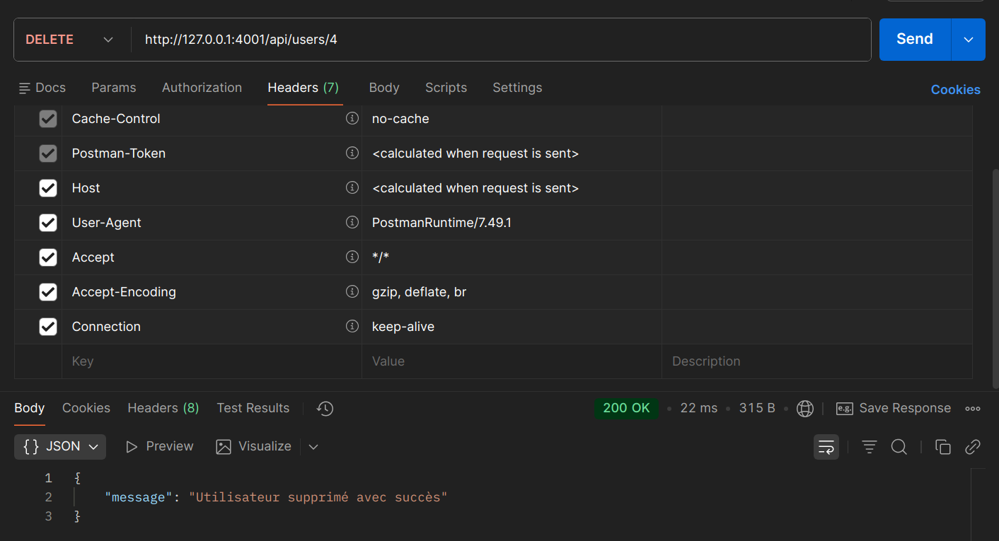 DELETE http://127.0.0.1:4001/api/users/4 Send
Docs Params Authorization Headers (7) Body Scripts Settings Cookies
Cache-Control no-cache
Postman-Token <calculated when request is sent>
Host <calculated when request is sent>
User-Agent PostmanRuntime/7.49.1
Accept */*
Accept-Encoding gzip, deflate, br
Connection keep-alive
Key Value Description
Body Cookies Headers (8) Test Results 200 OK • 22 ms • 315 B • e.g. Save Response
{} JSON Preview Visualize
1 {
2 "message": "Utilisateur supprimé avec succès"
3 }